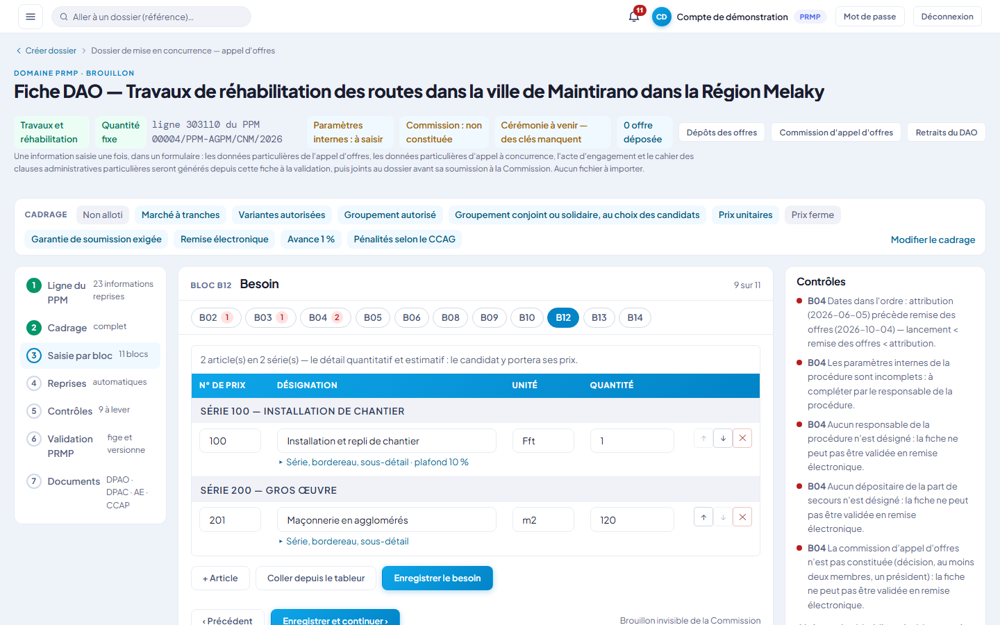 Aller à un dossier (référence)...
11
CD
Compte de démonstration
PRMP
Mot de passe
Déconnexion
Créer dossier
Dossier de mise en concurrence — appel d'offres
DOMAINE PRMP · BROUILLON
Fiche DAO — Travaux de réhabilitation des routes dans la ville de Maintirano dans la Région Melaky
Travaux et réhabilitation
Quantité fixe
ligne 303110 du PPM
00004/PPM-AGPM/CNM/2026
Paramètres internes : à saisir
Commission : non constituée
Cérémonie à venir — des clés manquent
0 offre déposée
Dépôts des offres
Commission d'appel d'offres
Retraits du DAO
Une information saisie une fois, dans un formulaire : les données particulières de l'appel d'offres, les données particulières d'appel à concurrence, l'acte d'engagement et le cahier des
clauses administratives particulières seront générés depuis cette fiche à la validation, puis joints au dossier avant sa soumission à la Commission. Aucun fichier à importer.
CADRAGE
Non alloti
Marché à tranches
Variantes autorisées
Groupement autorisé
Groupement conjoint ou solidaire, au choix des candidats
Prix unitaires
Prix ferme
Garantie de soumission exigée
Remise électronique
Avance 1 %
Pénalités selon le CCAG
Modifier le cadrage
1 Ligne du PPM 23 informations reprises
2 Cadrage complet
3 Saisie par bloc 11 blocs
4 Reprises automatiques
5 Contrôles 9 à lever
6 Validation PRMP fige et versionne
7 Documents DPAO · DPAC · AE · CCAP
BLOC B12 Besoin
9 sur 11
B02 1
B03 1
B04 2
B05
B06
B08
B09
B10
B12
B13
B14
2 article(s) en 2 série(s) — le détail quantitatif et estimatif : le candidat y portera ses prix.
N° DE PRIX DÉSIGNATION UNITÉ QUANTITÉ
SÉRIE 100 — INSTALLATION DE CHANTIER
100 Installation et repli de chantier Fft 1
Série, bordereau, sous-détail · plafond 10 %
SÉRIE 200 — GROS ŒUVRE
201 Maçonnerie en agglomérés m2 120
Série, bordereau, sous-détail
+ Article
Coller depuis le tableur
Enregistrer le besoin
‹ Précédent
Enregistrer et continuer ›
Brouillon invisible de la Commission
Contrôles
B04 Dates dans l'ordre : attribution
(2026-06-05) précède remise des
offres (2026-10-04) — lancement <
remise des offres < attribution.
B04 Les paramètres internes de la
procédure sont incomplets : à
compléter par le responsable de la
procédure.
B04 Aucun responsable de la
procédure n'est désigné : la fiche ne
peut pas être validée en remise
électronique.
B04 Aucun dépositaire de la part de
secours n'est désigné : la fiche ne peut
pas être validée en remise
électronique.
B04 La commission d'appel d'offres
n'est pas constituée (décision, au moins
deux membres, un président) : la fiche
ne peut pas être validée en remise
électronique.